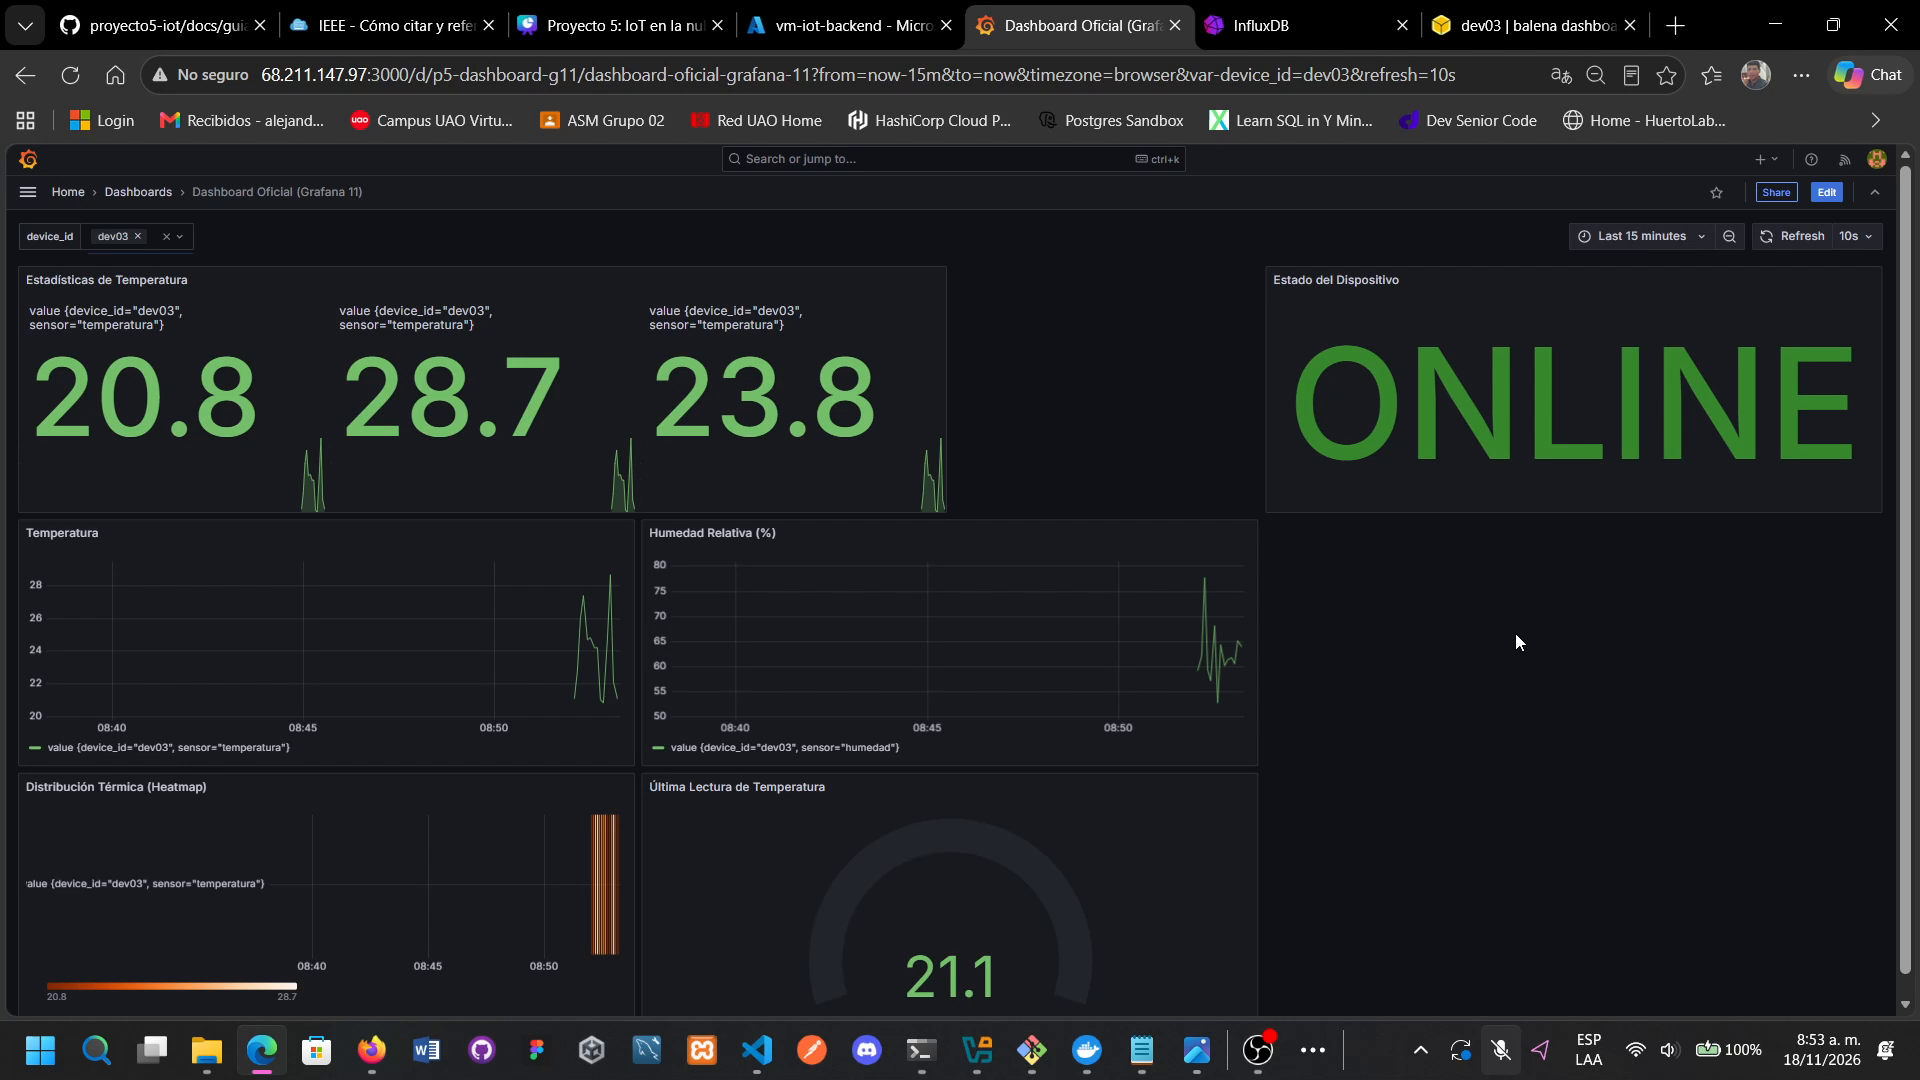 proyecto5-iot/docs/guia
IEEE - Cómo citar y refe
Proyecto 5: IoT en la nu
vm-iot-backend - Micro
Dashboard Oficial (Grafa
InfluxDB
dev03 | balena dashboa
No seguro
68.211.147.97:3000/d/p5-dashboard-g11/dashboard-oficial-grafana-11?from=now-15m&to=now&timezone=browser&var-device_id=dev03&refresh=10s
Chat
Login
Recibidos - alejand...
Campus UAO Virtu...
ASM Grupo 02
Red UAO Home
HashiCorp Cloud P...
Postgres Sandbox
Learn SQL in Y Min...
Dev Senior Code
Home - HuertoLab...
Search or jump to...
ctrl+k
Home
Dashboards
Dashboard Oficial (Grafana 11)
Share
Edit
device_id
dev03
Last 15 minutes
Refresh
10s
Estadísticas de Temperatura
value {device_id="dev03",
sensor="temperatura"}
20.8
value {device_id="dev03",
sensor="temperatura"}
28.7
value {device_id="dev03",
sensor="temperatura"}
23.8
Estado del Dispositivo
ONLINE
Temperatura
28
26
24
22
20
08:40
08:45
08:50
value {device_id="dev03", sensor="temperatura"}
Humedad Relativa (%)
80
75
70
65
60
55
50
08:40
08:45
08:50
value {device_id="dev03", sensor="humedad"}
Distribución Térmica (Heatmap)
alue {device_id="dev03", sensor="temperatura"}
08:40
08:45
08:50
20.8
28.7
Última Lectura de Temperatura
21.1
ESP
LAA
100%
8:53 a. m.
18/11/2026